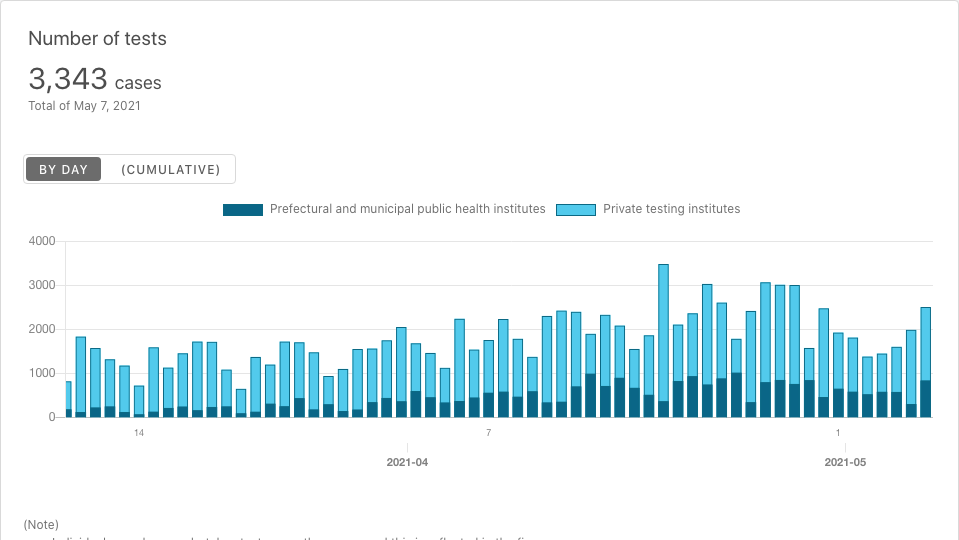 Number of tests
3,343 cases
Total of May 7, 2021
BY DAY (CUMULATIVE)
Prefectural and municipal public health institutes Private testing institutes
4000
3000
2000
1000
0
14 7 1
2021-04 2021-05
(Note)